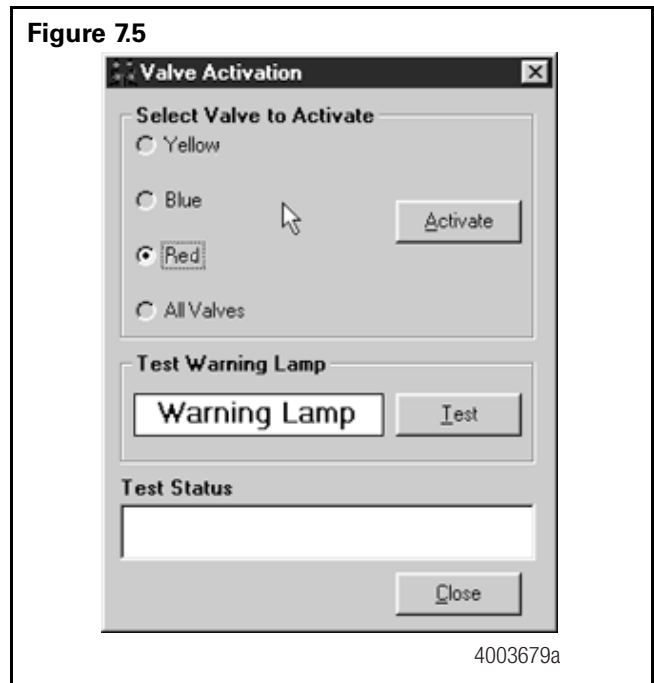 Figure 7.5
Valve Activation
Select Valve to Activate
Yellow
Blue
Activate
Red
All Valves
Test Warning Lamp
Warning Lamp
Test
Test Status
Close
4003679a